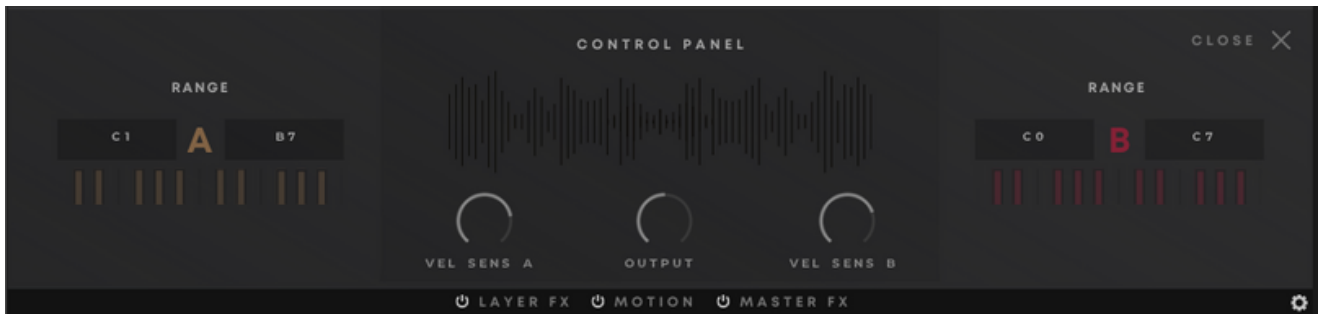 CONTROL PANEL
CLOSE
RANGE
RANGE
C1 A B7
C0 B C7
VEL SENS A
OUTPUT
VEL SENS B
LAYER FX
MOTION
MASTER FX